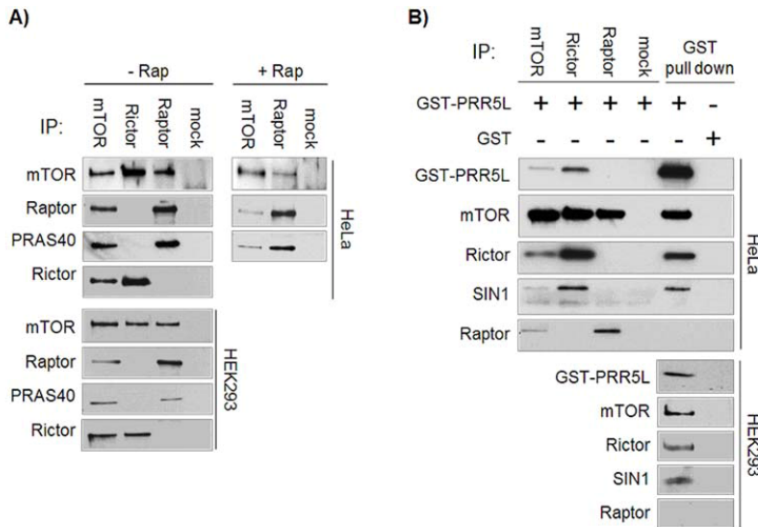 A)
- Rap
+ Rap
IP:
mTOR
Rictor
Raptor
mock
mTOR
Raptor
mock
mTOR
Raptor
PRAS40
Rictor
HeLa
mTOR
Raptor
PRAS40
Rictor
HEK293
B)
IP:
mTOR
Rictor
Raptor
mock
GST
pull down
GST-PRR5L + + + + + -
GST - - - - - +
GST-PRR5L
mTOR
Rictor
SIN1
Raptor
HeLa
GST-PRR5L
mTOR
Rictor
SIN1
Raptor
HEK293